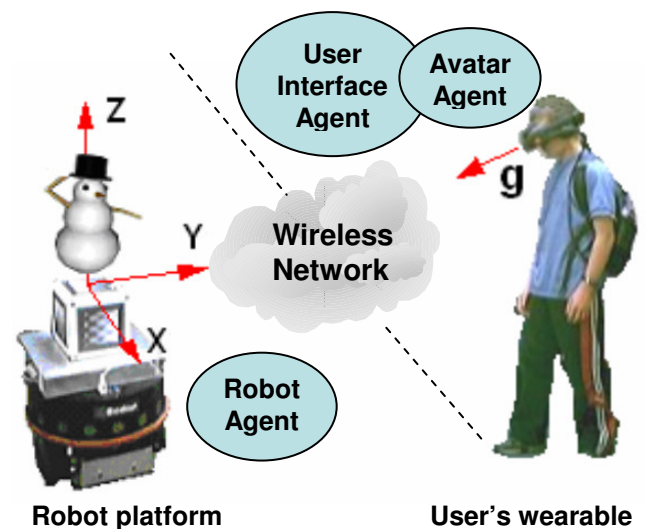 User
Interface
Agent
Avatar
Agent
Z
g
Y
Wireless
Network
X
Robot
Agent
Robot platform
User's wearable